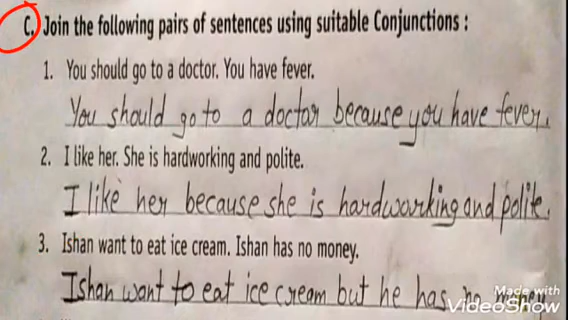 C. Join the following pairs of sentences using suitable Conjunctions :
1. You should go to a doctor. You have fever.
You should go to a doctor because you have fever.
2. I like her. She is hardworking and polite.
I like her because she is hardworking and polite.
3. Ishan want to eat ice cream. Ishan has no money.
Ishan want to eat ice cream but he has no money
Made with
VideoShow